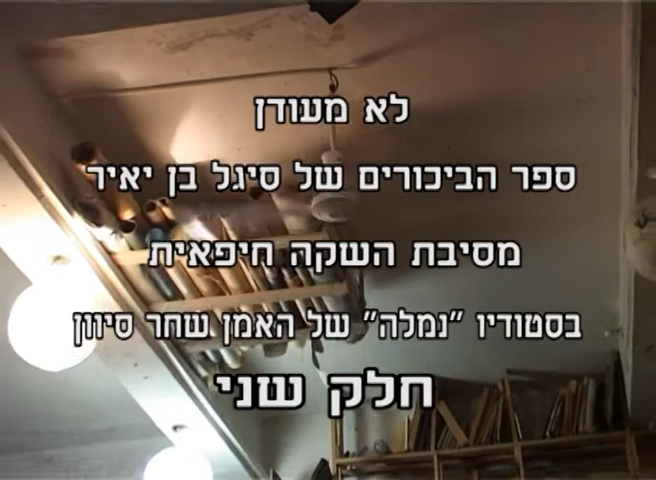 לא מעודן
ספר הביכורים של סיגל בן יאיר
מסיבת השקה חיפאית
בסטודיו "נמלה" של האמן שחר סיוון
חלק שני